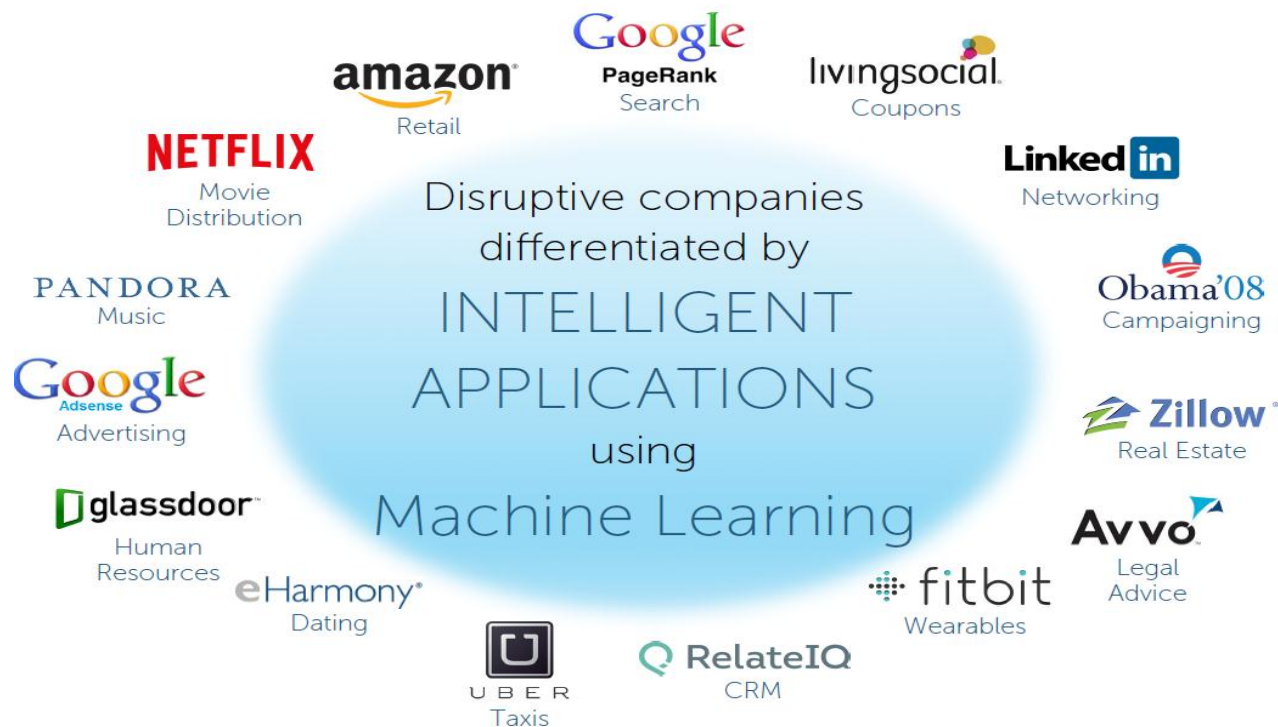 Google
PageRank
Search
livingsocial.
Coupons
amazon
Retail
Linked in
Networking
NETFLIX
Movie
Distribution
Obama'08
Campaigning
PANDORA
Music
Zillow
Real Estate
Google
Adsense
Advertising
Avvo
Legal
Advice
glassdoor™
Human
Resources
fitbit
Wearables
eHarmony®
Dating
RelateIQ
CRM
U
UBER
Taxis
Disruptive companies
differentiated by
INTELLIGENT
APPLICATIONS
using
Machine Learning